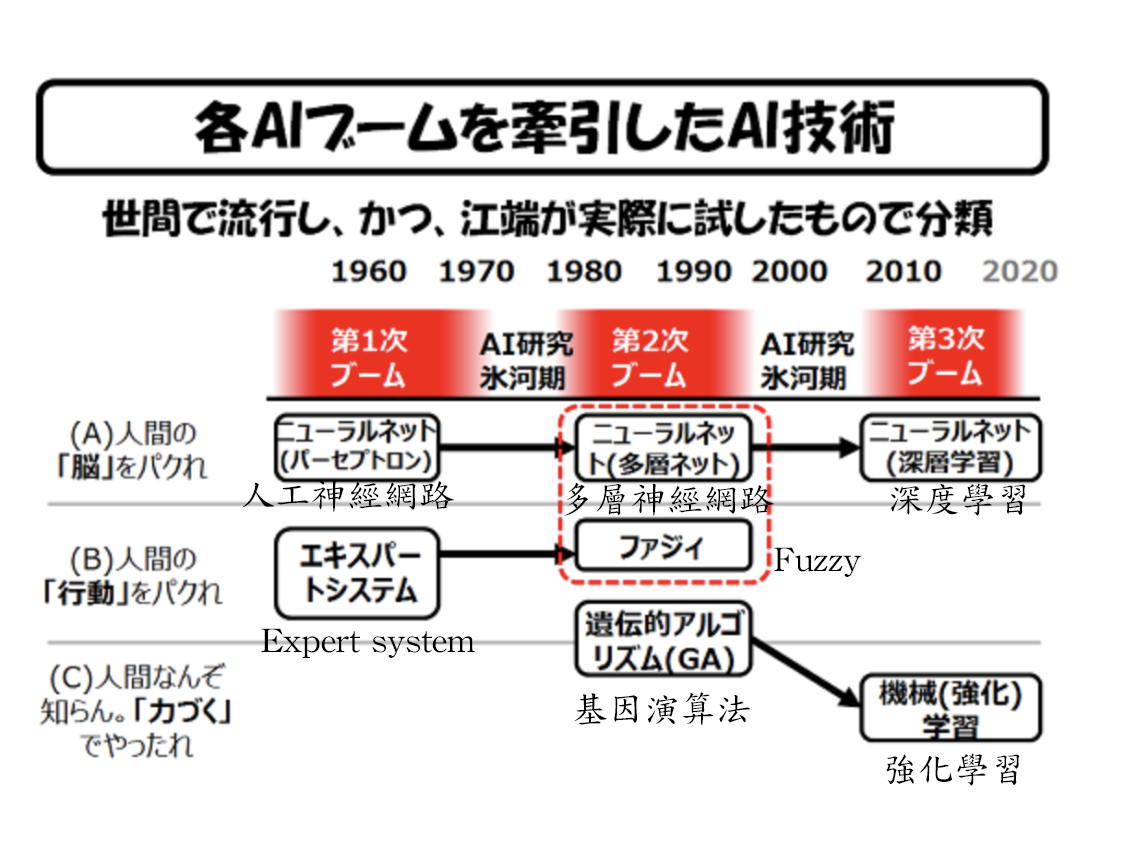 各AIブームを牽引したAI技術
世間で流行し、かつ、江端が実際に試したもので分類
1960 1970 1980 1990 2000 2010 2020
第1次
ブーム
AI研究
氷河期
第2次
ブーム
AI研究
氷河期
第3次
ブーム
(A)人間の
「脳」をパクれ
ニューラルネット
(パーセプトロン)
人工神經網路
ニューラルネッ
ト(多層ネット)
多層神經網路
ニューラルネット
(深層学習)
深度學習
(B)人間の
「行動」をパクれ
エキスパー
トシステム
Expert system
ファジィ
Fuzzy
遺伝的アルゴ
リズム(GA)
基因演算法
(C)人間なんぞ
知らん。「力づく」
でやったれ
機械(強化)
学習
強化學習